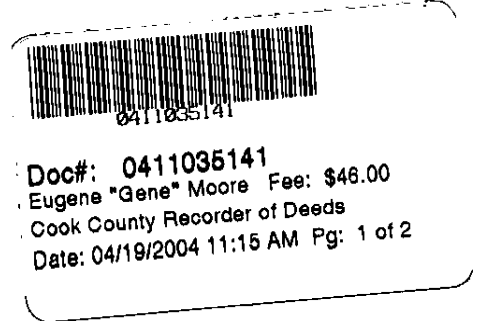 0411035141
Doc#: 0411035141
Eugene "Gene" Moore Fee: $46.00
Cook County Recorder of Deeds
Date: 04/19/2004 11:15 AM Pg: 1 of 2